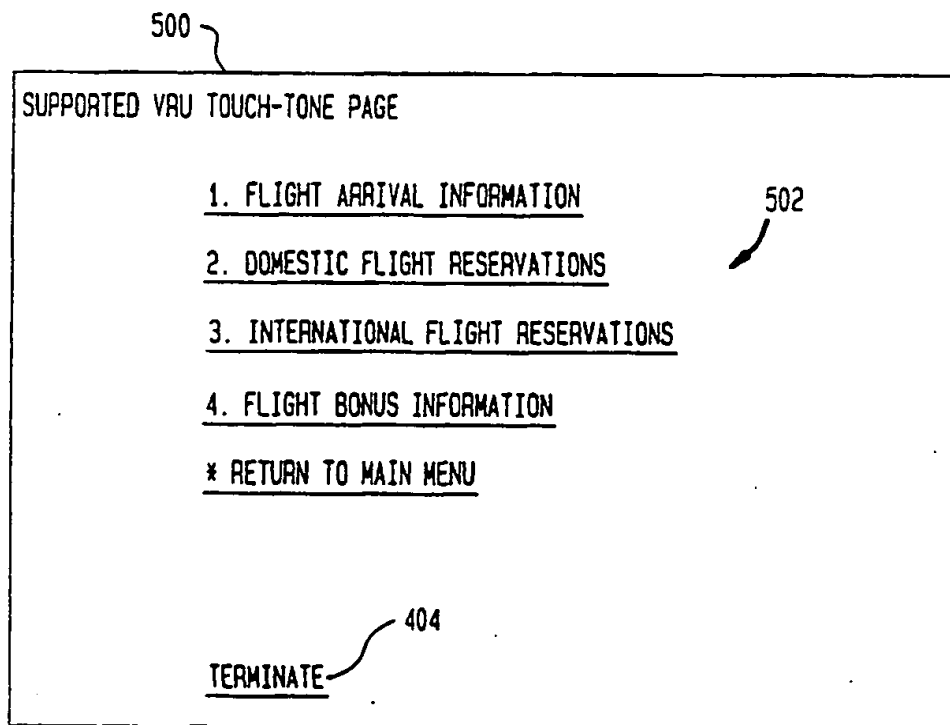 500
SUPPORTED VRU TOUCH-TONE PAGE
1. FLIGHT ARRIVAL INFORMATION
502
2. DOMESTIC FLIGHT RESERVATIONS
3. INTERNATIONAL FLIGHT RESERVATIONS
4. FLIGHT BONUS INFORMATION
* RETURN TO MAIN MENU
404
TERMINATE